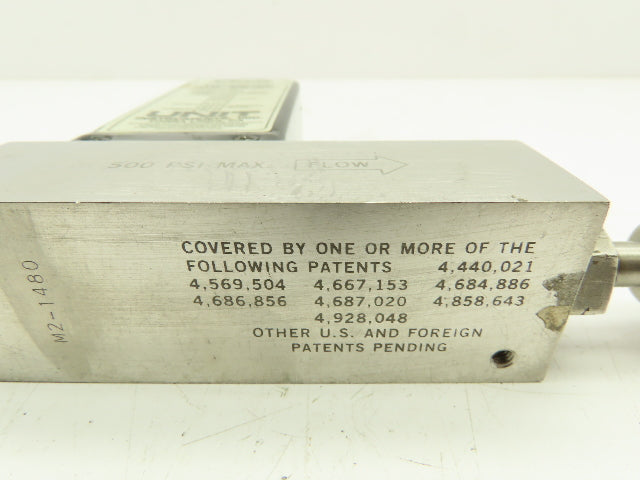 UNIT
500 PSI MAX. FLOW
COVERED BY ONE OR MORE OF THE
FOLLOWING PATENTS 4,440,021
4,569,504 4,667,153 4,684,886
4,686,856 4,687,020 4,858,643
4,928,048
OTHER U.S. AND FOREIGN
PATENTS PENDING
M2-1480